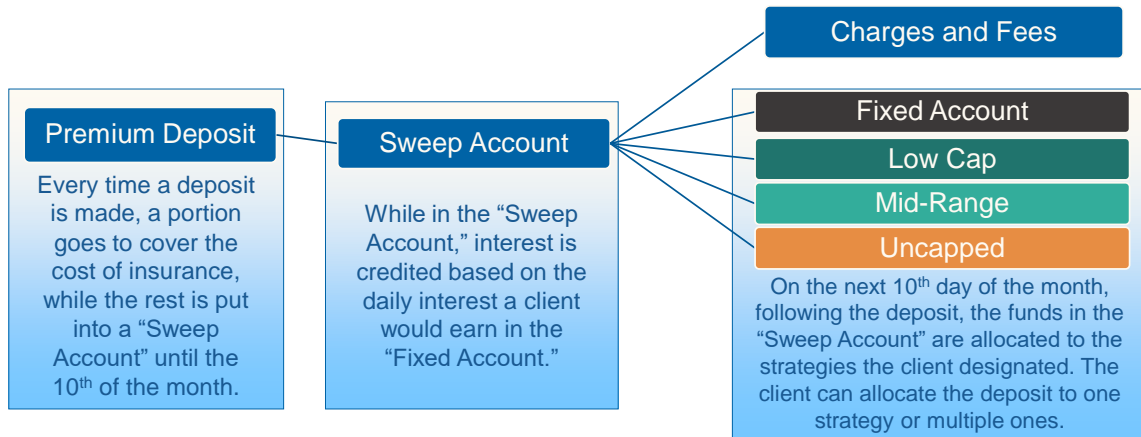 Charges and Fees
Premium Deposit
Every time a deposit
is made, a portion
goes to cover the
cost of insurance,
while the rest is put
into a “Sweep
Account” until the
10th of the month.
Sweep Account
While in the “Sweep
Account,” interest is
credited based on the
daily interest a client
would earn in the
“Fixed Account.”
Fixed Account
Low Cap
Mid-Range
Uncapped
On the next 10th day of the month,
following the deposit, the funds in the
“Sweep Account” are allocated to the
strategies the client designated. The
client can allocate the deposit to one
strategy or multiple ones.